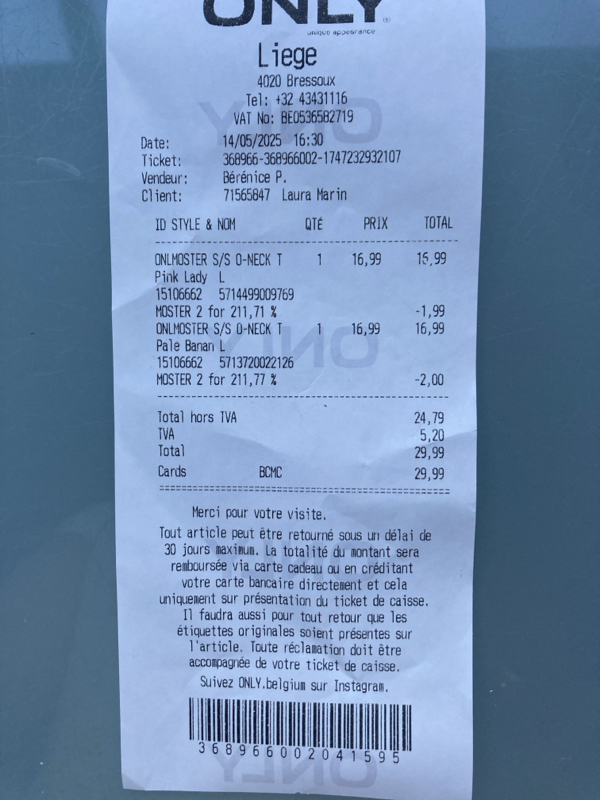 ONLY
unique appearance
Liege
4020 Bressoux
Tel: +32 43431116
VAT No: BE0536582719
Date: 14/05/2025 16:30
Ticket: 368966-368966002-1747232932107
Vendeur: Bérénice P.
Client: 71565847 Laura Marin
ID STYLE & NOM QTÉ PRIX TOTAL
ONLMOSTER S/S O-NECK T 1 16,99 16,99
Pink Lady L
15106662 5714499009769
MOSTER 2 for 211,71 % -1,99
ONLMOSTER S/S O-NECK T 1 16,99 16,99
Pale Banan L
15106662 5713720022126
MOSTER 2 for 211,77 % -2,00
Total hors TVA 24,79
TVA 5,20
Total 29,99
Cards BCMC 29,99
Merci pour votre visite.
Tout article peut être retourné sous un délai de
30 jours maximum. La totalité du montant sera
remboursée via carte cadeau ou en créditant
votre carte bancaire directement et cela
uniquement sur présentation du ticket de caisse.
Il faudra aussi pour tout retour que les
étiquettes originales soient présentes sur
l'article. Toute réclamation doit être
accompagnée de votre ticket de caisse.
Suivez ONLY.belgium sur Instagram.
368966002041595